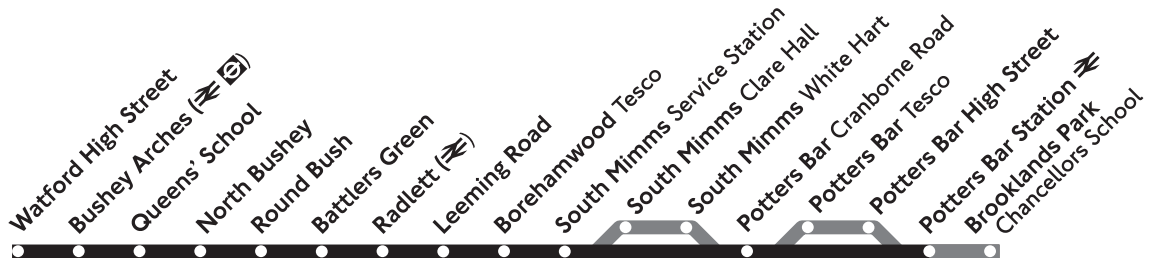 Watford High Street
Bushey Arches ( )
Queens' School
North Bushey
Round Bush
Battlers Green
Radlett ( )
Leeming Road
Borehamwood Tesco
South Mimms Service Station
South Mimms Clare Hall
South Mimms White Hart
Potters Bar Cranborne Road
Potters Bar Tesco
Potters Bar High Street
Potters Bar Station
Brooklands Park
Chancellors School